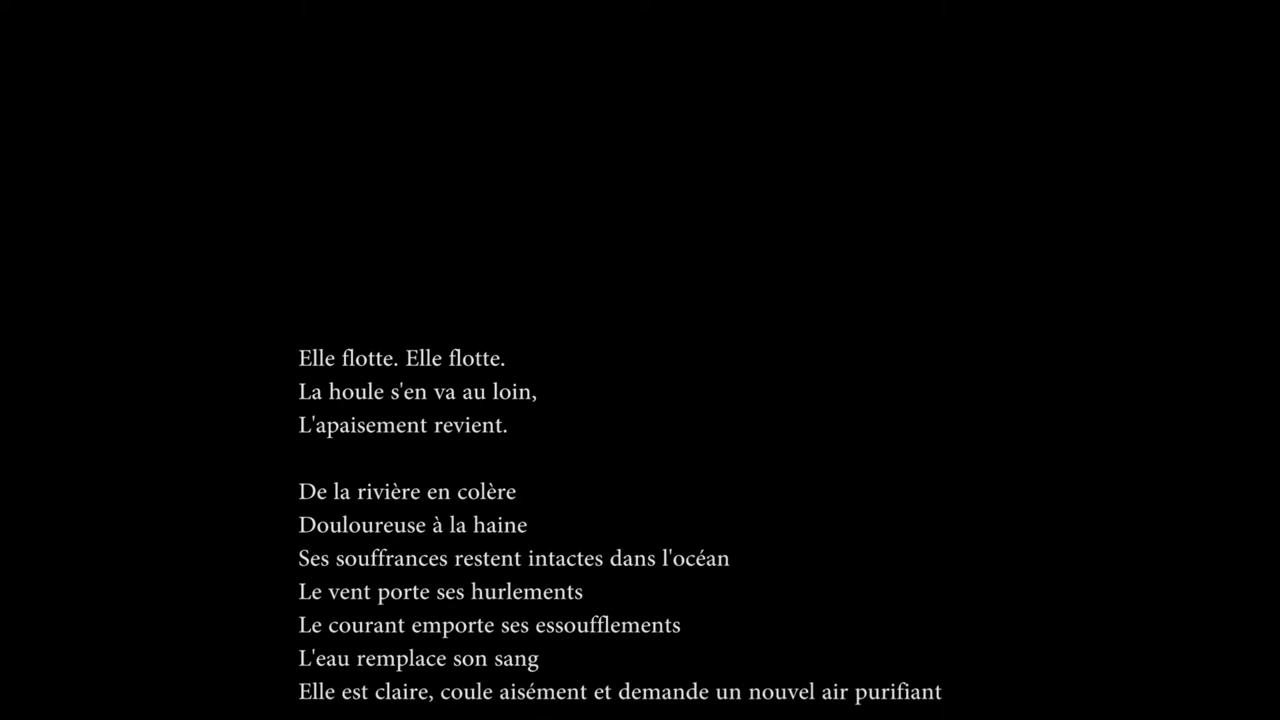 Elle flotte. Elle flotte.
La houle s'en va au loin,
L'apaisement revient.
De la rivière en colère
Douloureuse à la haine
Ses souffrances restent intactes dans l'océan
Le vent porte ses hurlements
Le courant emporte ses essoufflements
L'eau remplace son sang
Elle est claire, coule aisément et demande un nouvel air purifiant